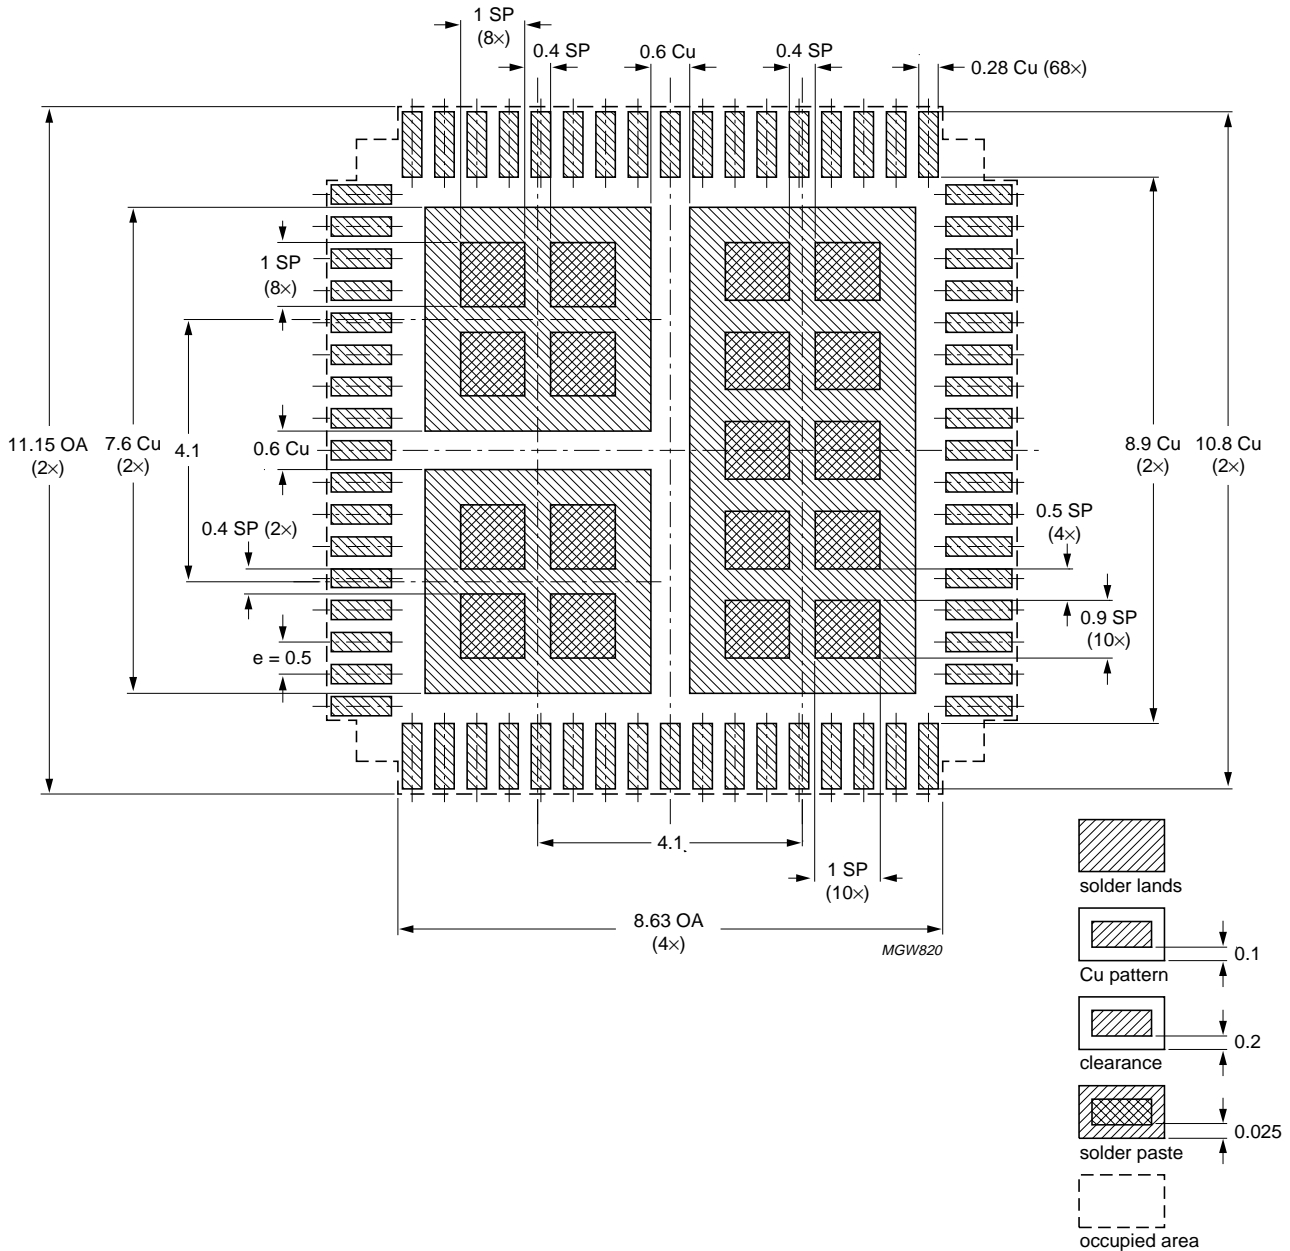 1 SP
(8×)
0.4 SP
0.6 Cu
0.4 SP
0.28 Cu (68×)
1 SP
(8×)
11.15 OA
(2×)
7.6 Cu
(2×)
4.1
0.6 Cu
8.9 Cu
(2×)
10.8 Cu
(2×)
0.4 SP (2×)
0.5 SP
(4×)
0.9 SP
(10×)
e = 0.5
4.1
1 SP
(10×)
8.63 OA
(4×)
MGW820
solder lands
0.1
Cu pattern
0.2
clearance
0.025
solder paste
occupied area